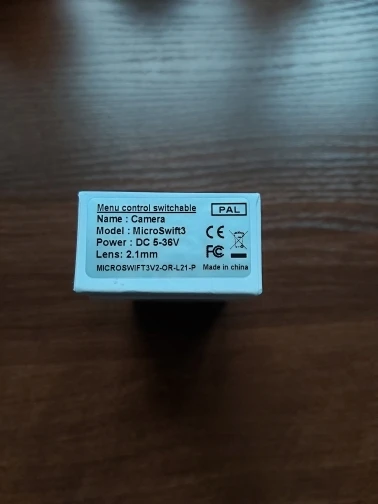 Menu control switchable
PAL
Name : Camera
Model : MicroSwift3
Power : DC 5-36V
Lens: 2.1mm
CE
FC
MICROSWIFT3V2-OR-L21-P
Made in china